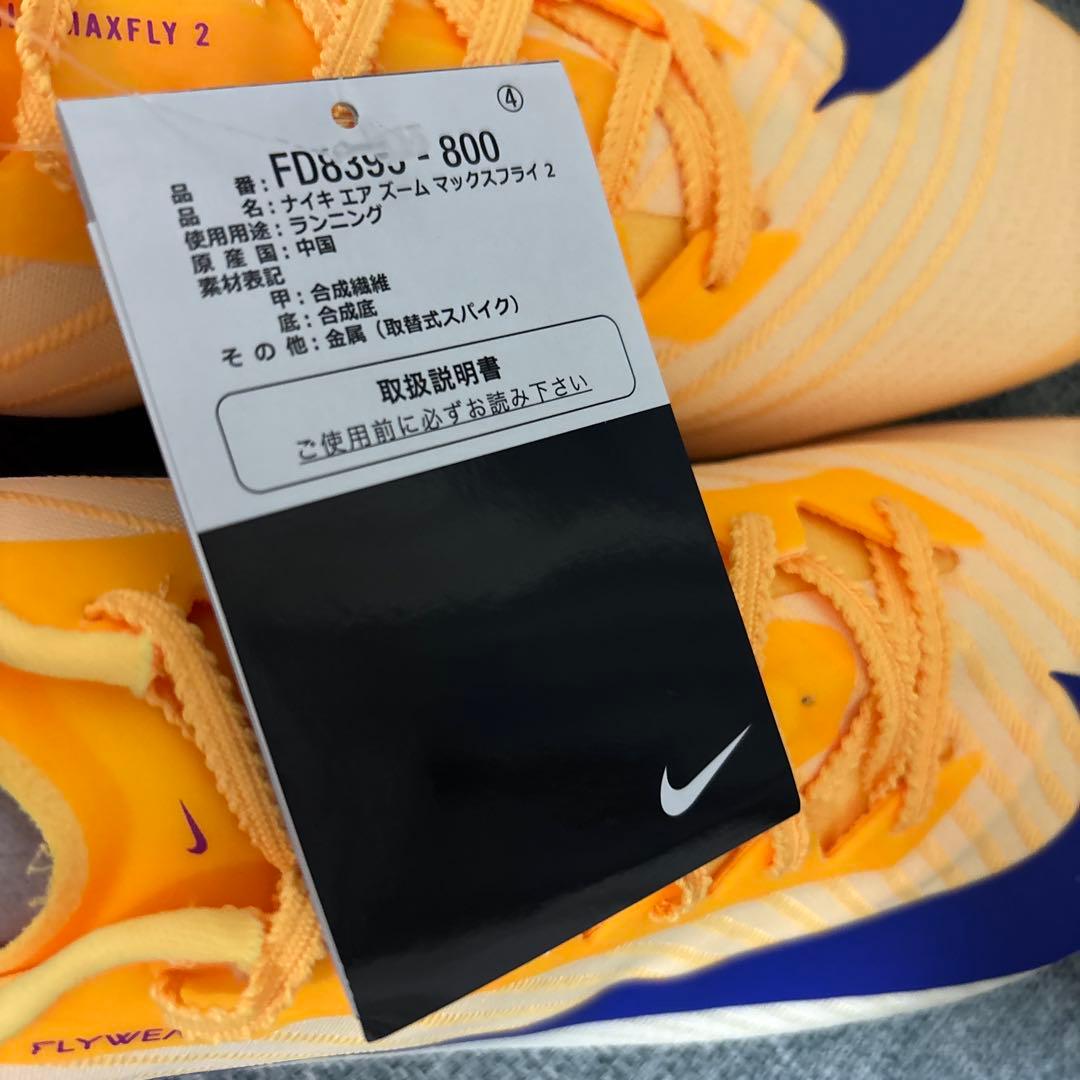 MAXFLY 2
④
品番：FD8395-800
品名：ナイキ エア ズーム マックスフライ 2
使用用途：ランニング
原産国：中国
素材表記
甲：合成繊維
底：合成底
その他：金属（取替式スパイク）
取扱説明書
ご使用前に必ずお読み下さい
FLYWEA